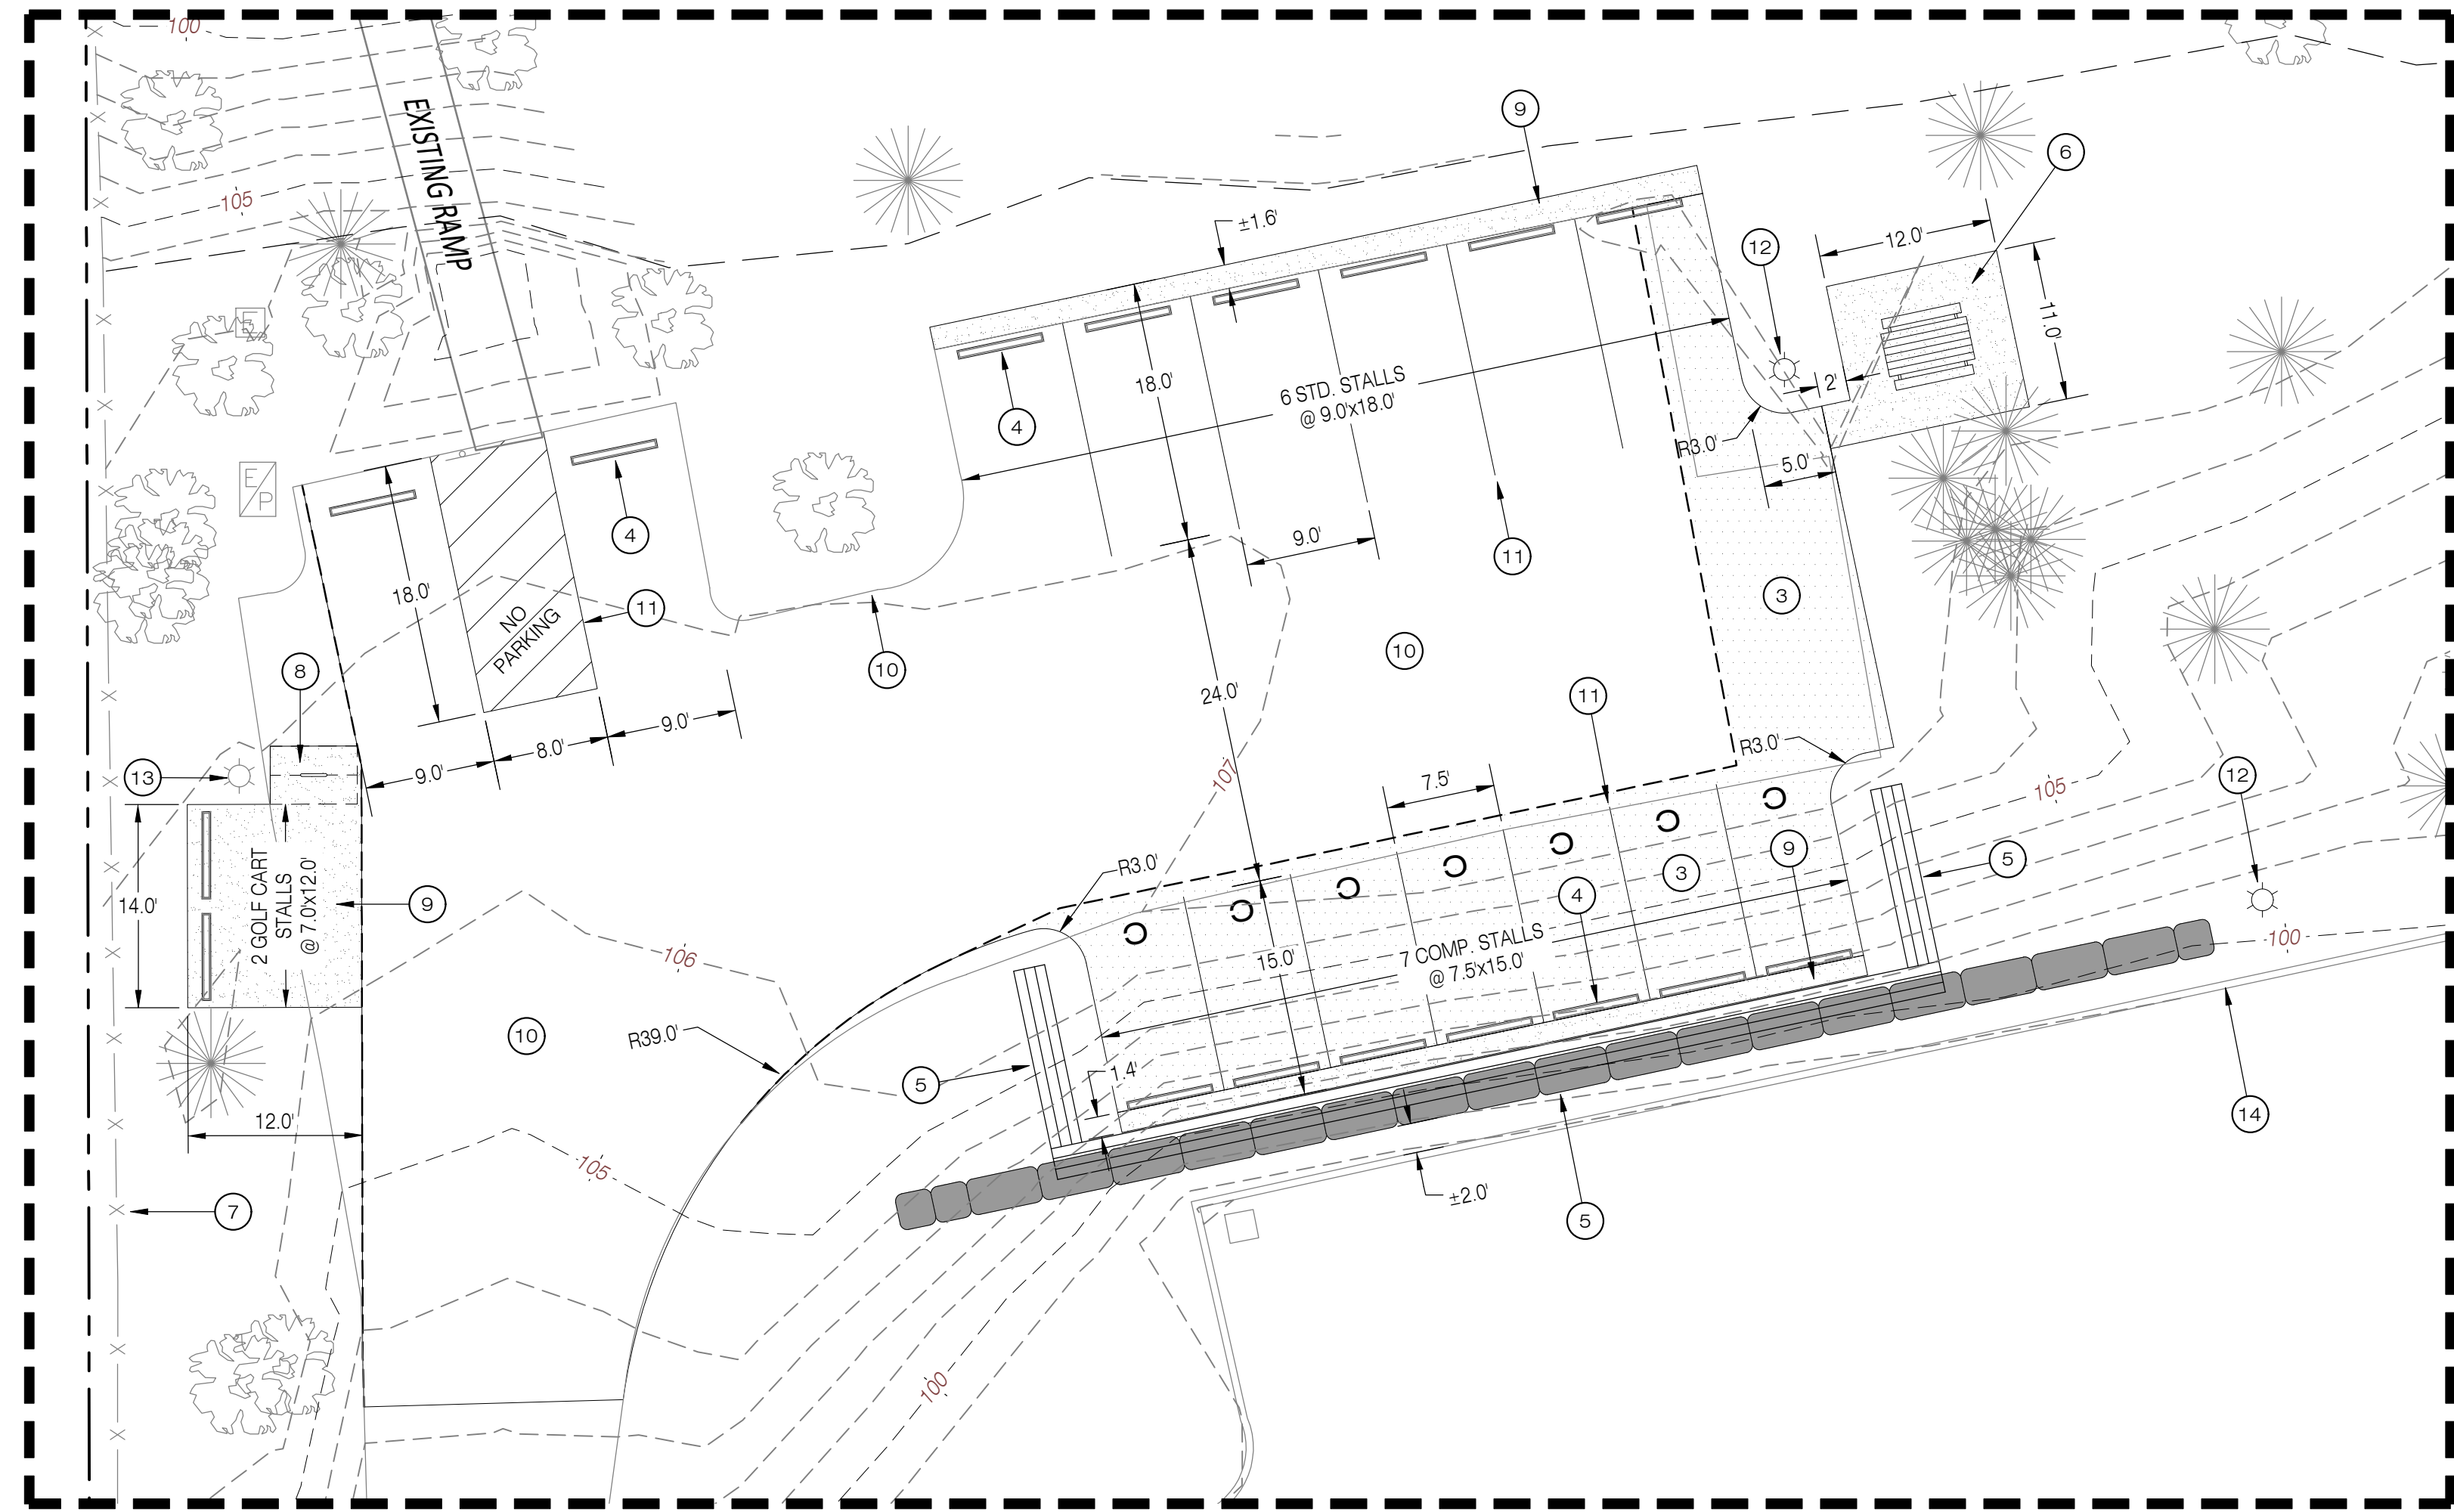 100
EXISTING RAMP
9
6
105
±1.6'
12
12.0'
11.0'
E
18.0'
2'
6 STD. STALLS
@ 9.0'x18.0'
4
R3.0'
5.0'
E/P
4
9.0'
11
18.0'
3
NO
PARKING
11
10
10
8
24.0'
11
R3.0'
9.0'
8.0'
9.0'
13
107
7.5'
12
105
C
C
C
C
C
C
C
9
5
R3.0'
3
4
14.0'
2 GOLF CART
STALLS
@ 7.0'x12.0'
9
106
15.0'
7 COMP. STALLS
@ 7.5'x15.0'
100
10
R39.0'
5
1.4'
12.0'
14
105
±2.0'
7
5
100